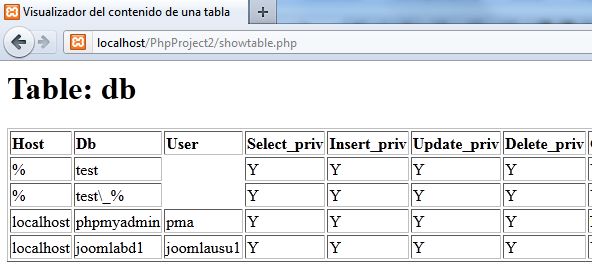 Visualizador del contenido de una tabla
localhost/PhpProject2/showtable.php
Table: db
Host Db User Select_priv Insert_priv Update_priv Delete_priv
% test Y Y Y Y
% test\_% Y Y Y Y
localhost phpmyadmin pma Y Y Y Y
localhost joomlabd1 joomlausu1 Y Y Y Y